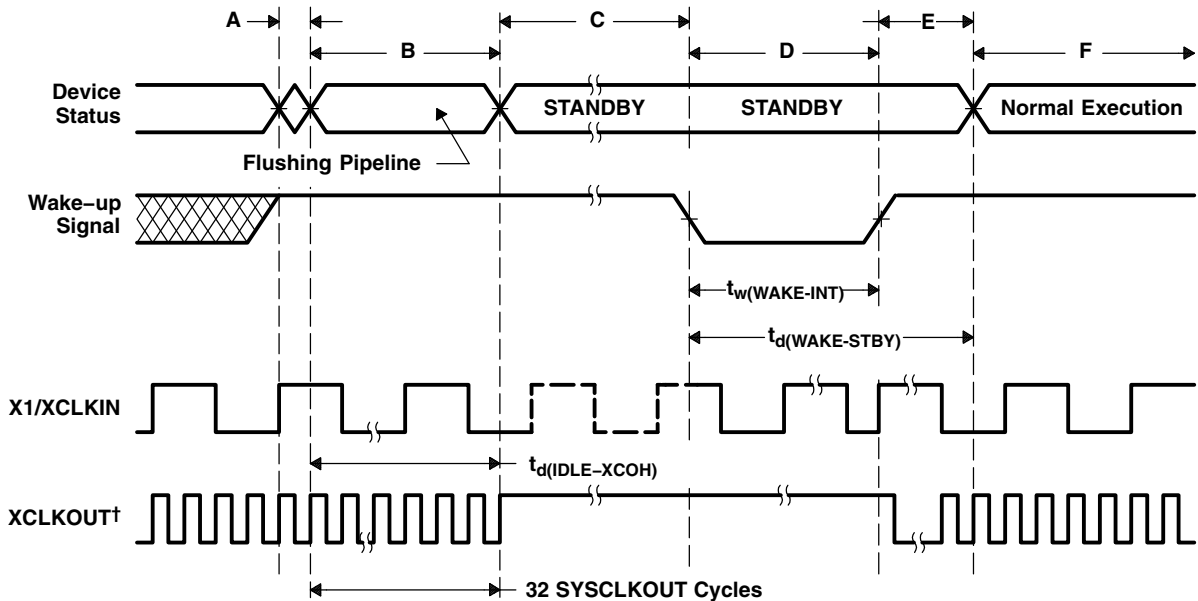 A
B
C
D
E
F
Device
Status
STANDBY
STANDBY
Normal Execution
Flushing Pipeline
Wake–up
Signal
tw(WAKE-INT)
td(WAKE-STBY)
X1/XCLKIN
td(IDLE–XCOH)
XCLKOUT†
32 SYSCLKOUT Cycles